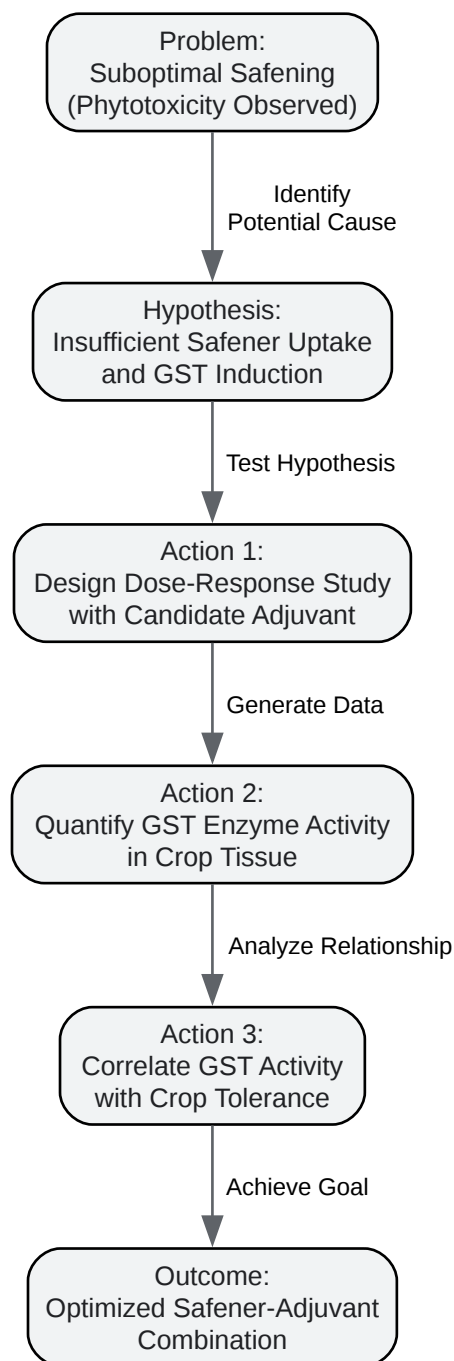 Problem:
Suboptimal Safening
(Phytotoxicity Observed)
Identify
Potential Cause
Hypothesis:
Insufficient Safener Uptake
and GST Induction
Test Hypothesis
Action 1:
Design Dose-Response Study
with Candidate Adjuvant
Generate Data
Action 2:
Quantify GST Enzyme Activity
in Crop Tissue
Analyze Relationship
Action 3:
Correlate GST Activity
with Crop Tolerance
Achieve Goal
Outcome:
Optimized Safener-Adjuvant
Combination